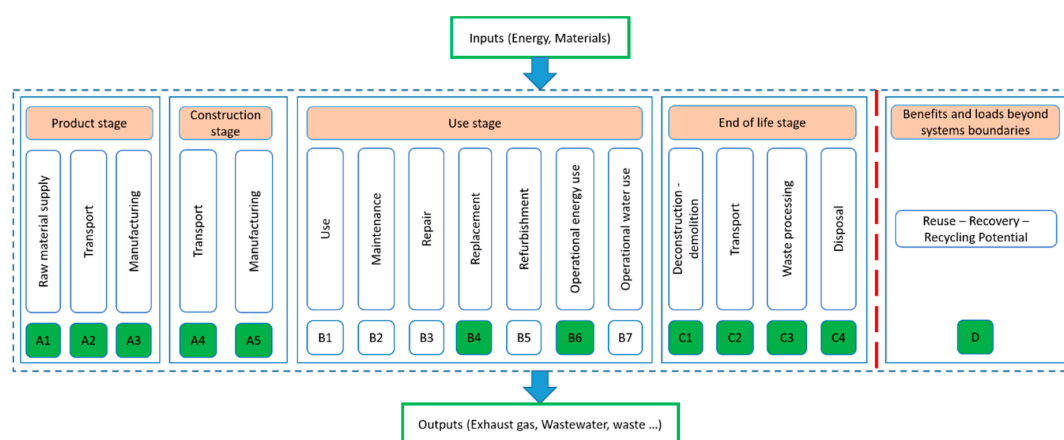 Inputs (Energy, Materials)
Product stage
Construction
stage
Use stage
End of life stage
Benefits and loads beyond
systems boundaries
Raw material supply
Transport
Manufacturing
Transport
Manufacturing
Use
Maintenance
Repair
Replacement
Refurbishment
Operational energy use
Operational water use
Deconstruction -
demolition
Transport
Waste processing
Disposal
Reuse – Recovery –
Recycling Potential
A1
A2
A3
A4
A5
B1
B2
B3
B4
B5
B6
B7
C1
C2
C3
C4
D
Outputs (Exhaust gas, Wastewater, waste ...)